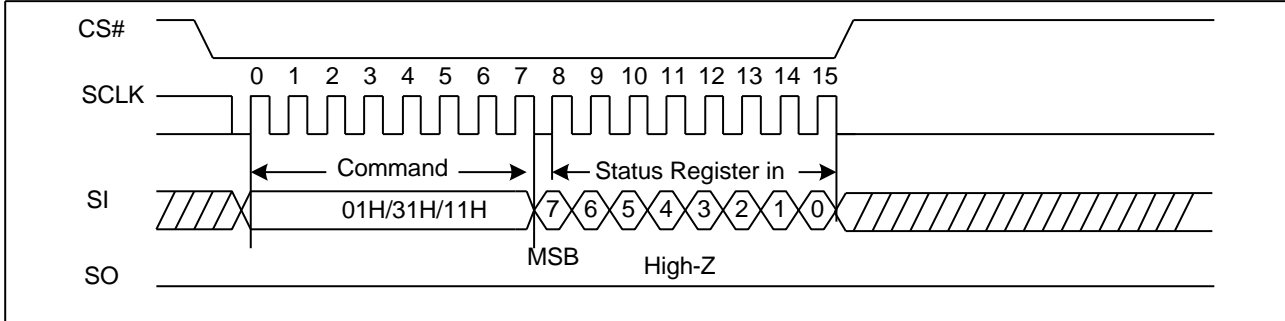 CS#
0 1 2 3 4 5 6 7 8 9 10 11 12 13 14 15
SCLK
Command
Status Register in
SI
01H/31H/11H
7 6 5 4 3 2 1 0
MSB
High-Z
SO